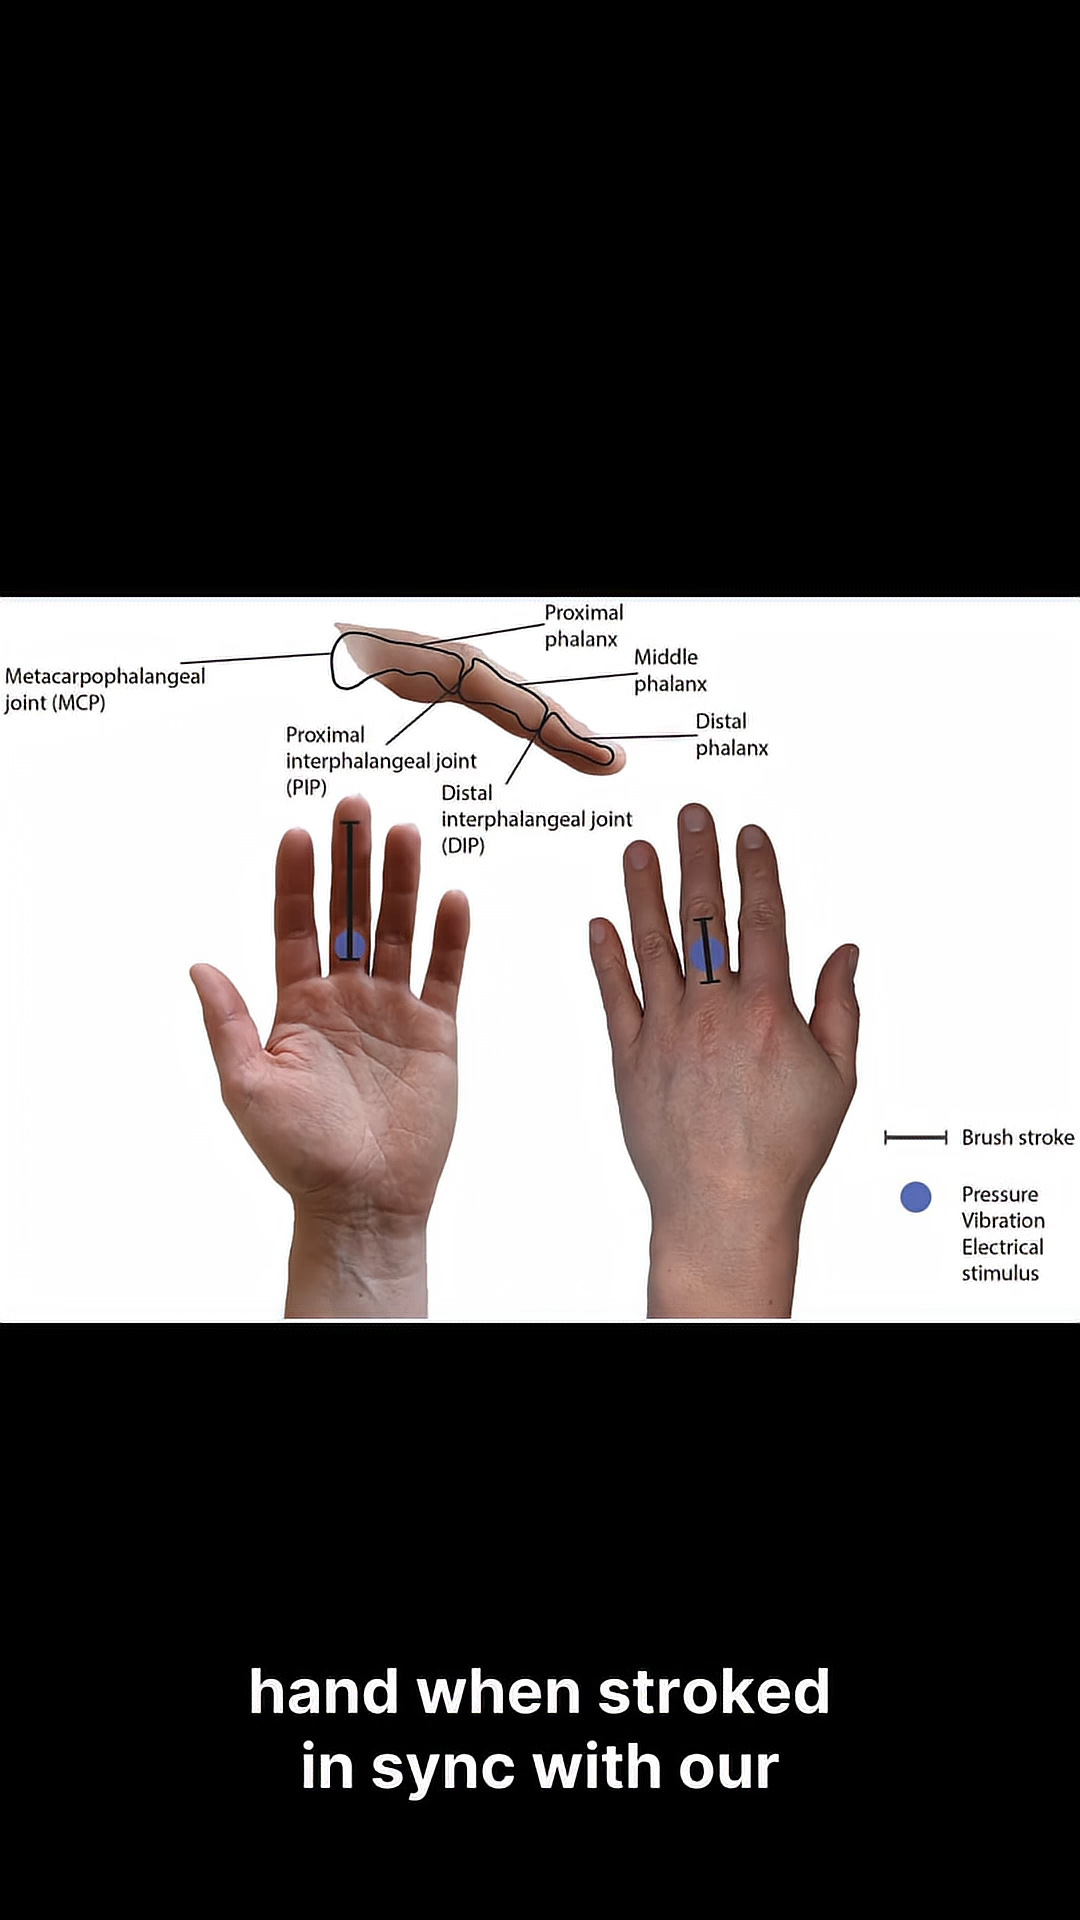 Proximal
phalanx
Metacarpophalangeal
joint (MCP)
Middle
phalanx
Proximal
interphalangeal joint
(PIP)
Distal
phalanx
Distal
interphalangeal joint
(DIP)
Brush stroke
Pressure
Vibration
Electrical
stimulus
hand when stroked
in sync with our